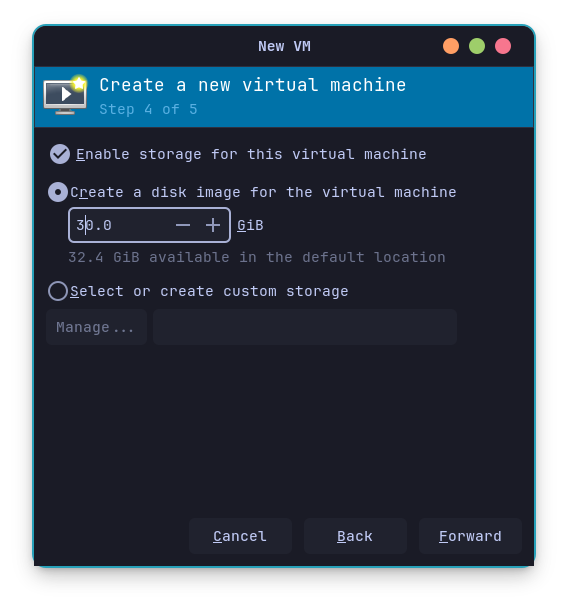 New VM
Create a new virtual machine
Step 4 of 5
Enable storage for this virtual machine
Create a disk image for the virtual machine
30.0 — + GiB
32.4 GiB available in the default location
Select or create custom storage
Manage...
Cancel Back Forward